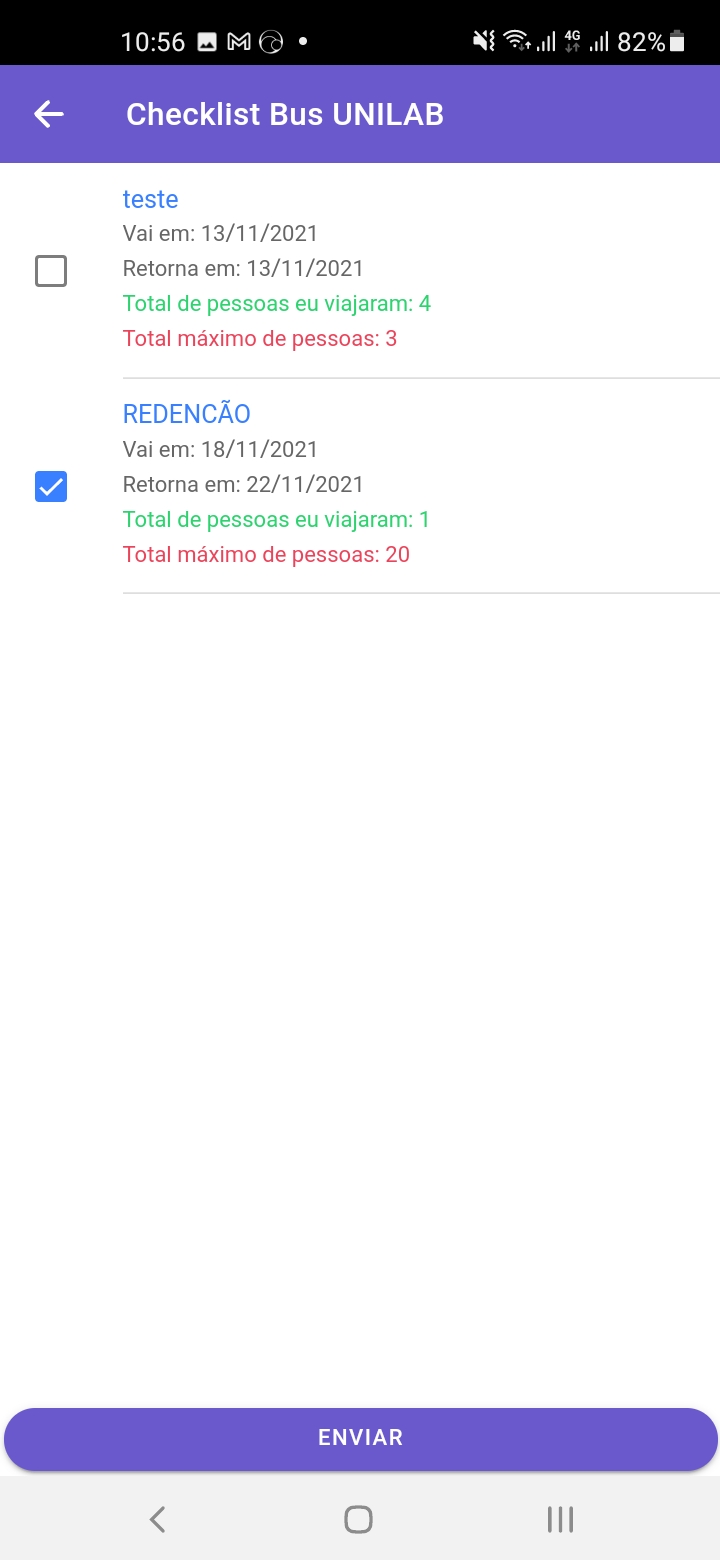 10:56 4G 82%
Checklist Bus UNILAB
teste
Vai em: 13/11/2021
Retorna em: 13/11/2021
Total de pessoas eu viajaram: 4
Total máximo de pessoas: 3
REDENCÃO
Vai em: 18/11/2021
Retorna em: 22/11/2021
Total de pessoas eu viajaram: 1
Total máximo de pessoas: 20
ENVIAR